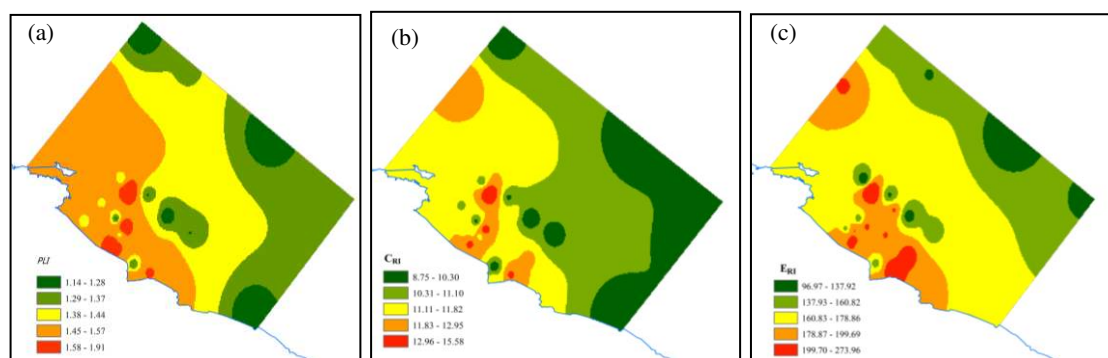 (a)
PLI
1.14 - 1.28
1.29 - 1.37
1.38 - 1.44
1.45 - 1.57
1.58 - 1.91
(b)
CRI
8.75 - 10.30
10.31 - 11.10
11.11 - 11.82
11.83 - 12.95
12.96 - 15.58
(c)
ERI
96.97 - 137.92
137.93 - 160.82
160.83 - 178.86
178.87 - 199.69
199.70 - 273.96